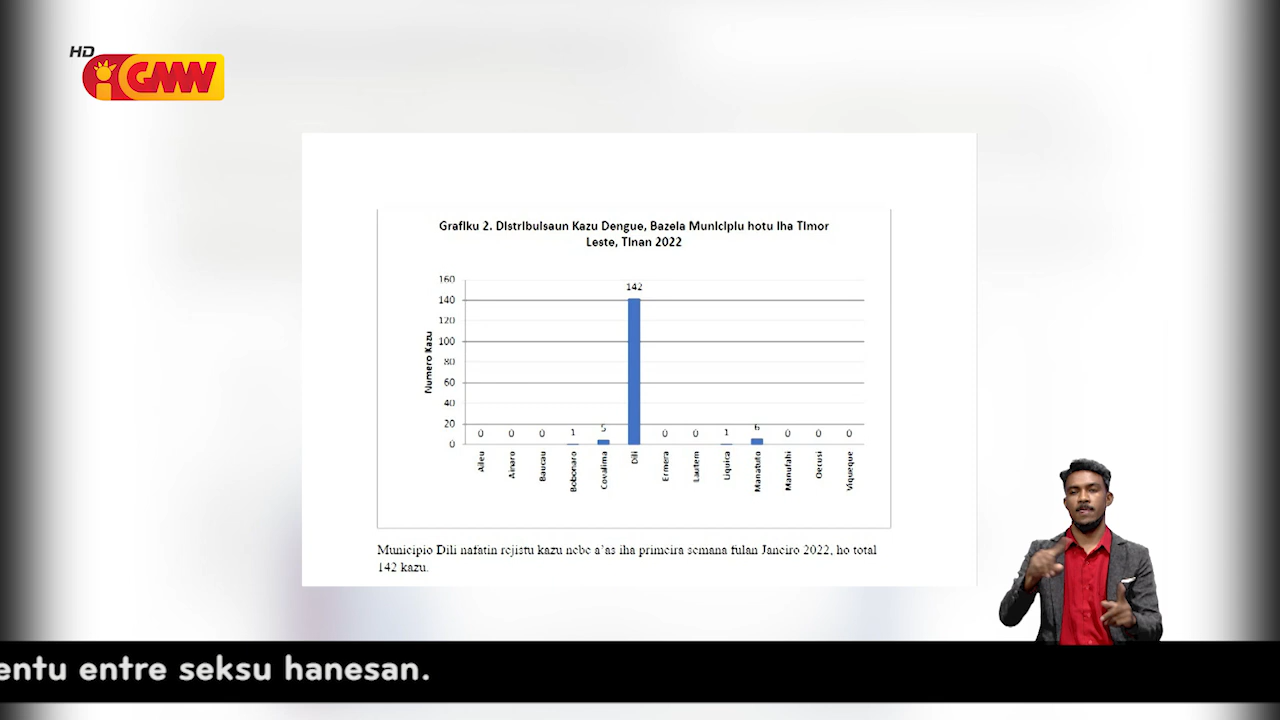 HD
GMN
Grafiku 2. Distribuisaun Kazu Dengue, Bazeia Municipiu hotu Iha Timor
Leste, Tinan 2022
160
140
120
100
80
60
40
20
0
Numero Kazu
0
0
0
1
5
142
0
0
1
6
0
0
0
Aileu
Ainaro
Baucau
Bobonaro
Covalima
Dili
Ermera
Lautem
Liquica
Manatuto
Manufahi
Oecusi
Viqueque
Municipio Dili nafatin rejistu kazu nebe a'as iha primeira semana fulan Janeiro 2022, ho total
142 kazu.
entu entre seksu hanesan.